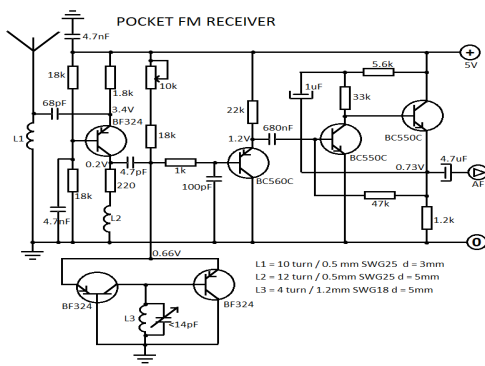 POCKET FM RECEIVER
4.7nF
5.6k
5V
18k
1.8k
10k
1uF
33k
68pF
3.4V
BF324
22k
680nF
BC550C
L1
18k
1.2V
BC550C
0.2V
4.7pF
1k
0.73V
4.7uF
AF
18k
220
100pF
BC560C
47k
4.7nF
L2
1.2k
0
0.66V
L1 = 10 turn / 0.5 mm SWG25 d = 3mm
L2 = 12 turn / 0.5mm SWG25 d = 5mm
L3 = 4 turn / 1.2mm SWG18 d = 5mm
BF324
BF324
L3
<14pF